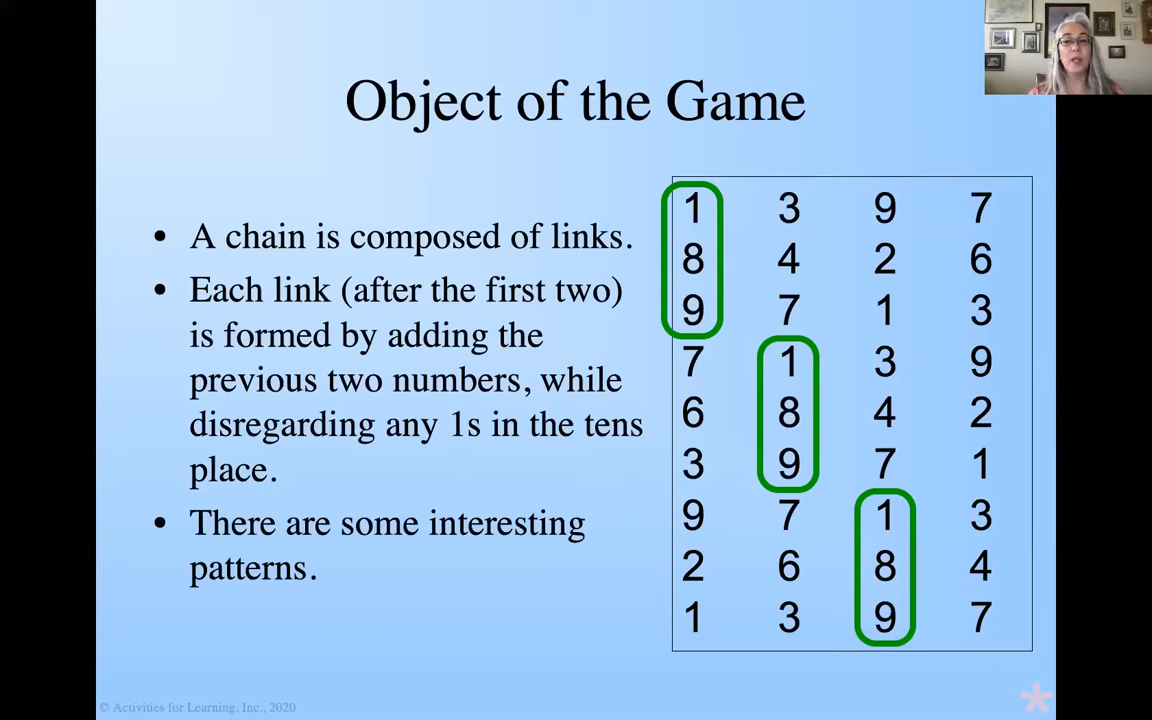 Object of the Game
• A chain is composed of links.
• Each link (after the first two)
is formed by adding the
previous two numbers, while
disregarding any 1s in the tens
place.
• There are some interesting
patterns.
1 3 9 7
8 4 2 6
9 7 1 3
7 1 3 9
6 8 4 2
3 9 7 1
9 7 1 3
2 6 8 4
1 3 9 7
© Activities for Learning, Inc., 2020
*